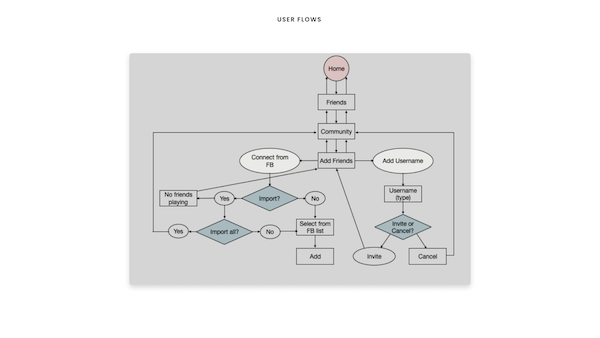 USER FLOWS
Home
Friends
Community
Connect from
FB
Add Friends
Add Username
No friends
playing
Yes
Import?
No
Username
(type)
Yes
Import all?
No
Select from
FB list
Invite or
Cancel?
Add
Invite
Cancel